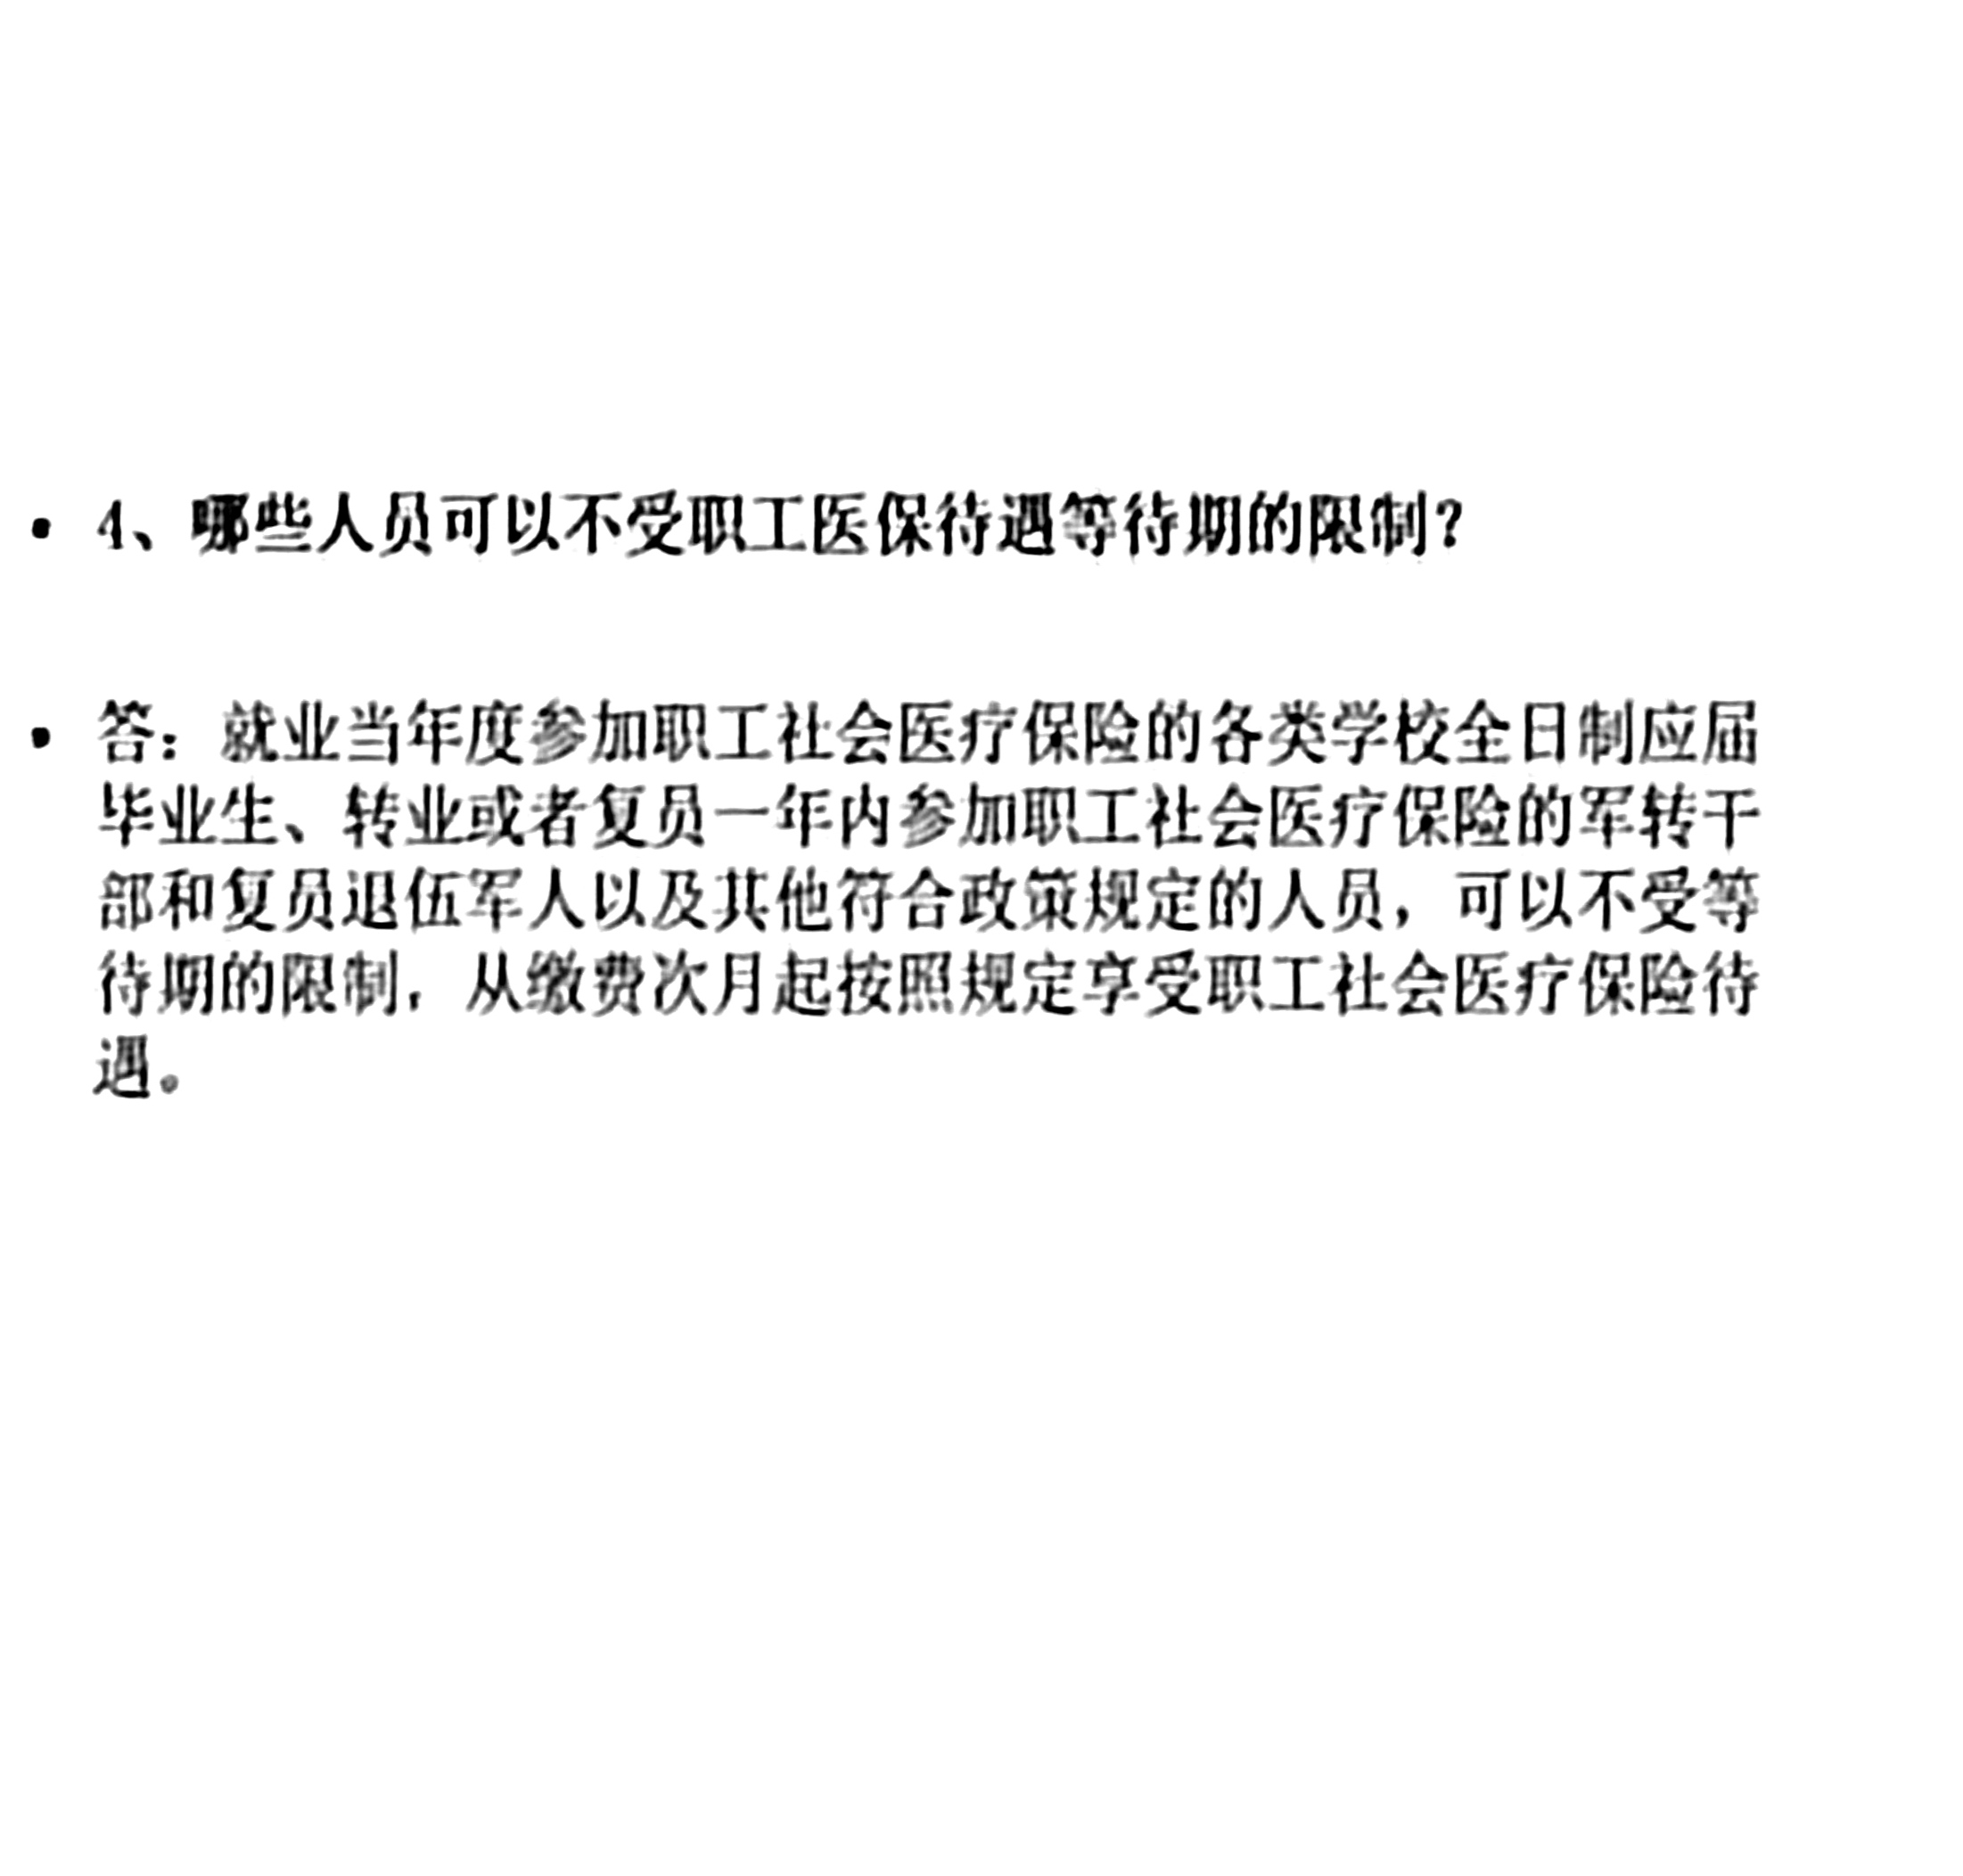 • 4、哪些人员可以不受职工医保待遇等待期的限制？
• 答：就业当年度参加职工社会医疗保险的各类学校全日制应届
毕业生、转业或者复员一年内参加职工社会医疗保险的军转干
部和复员退伍军人以及其他符合政策规定的人员，可以不受等
待期的限制，从缴费次月起按照规定享受职工社会医疗保险待
遇。